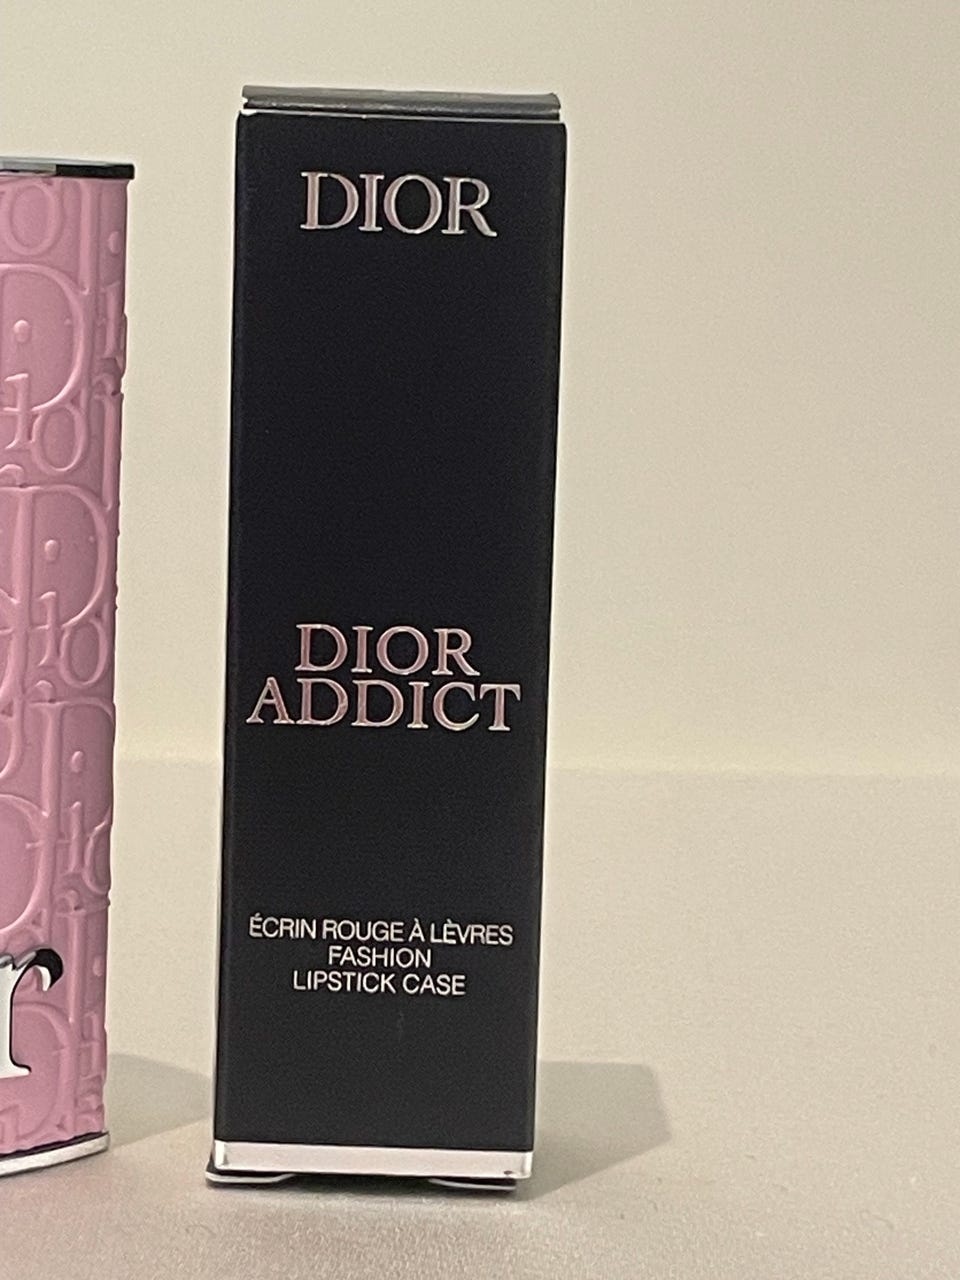 DIOR
DIOR
ADDICT
ÉCRIN ROUGE À LÈVRES
FASHION
LIPSTICK CASE